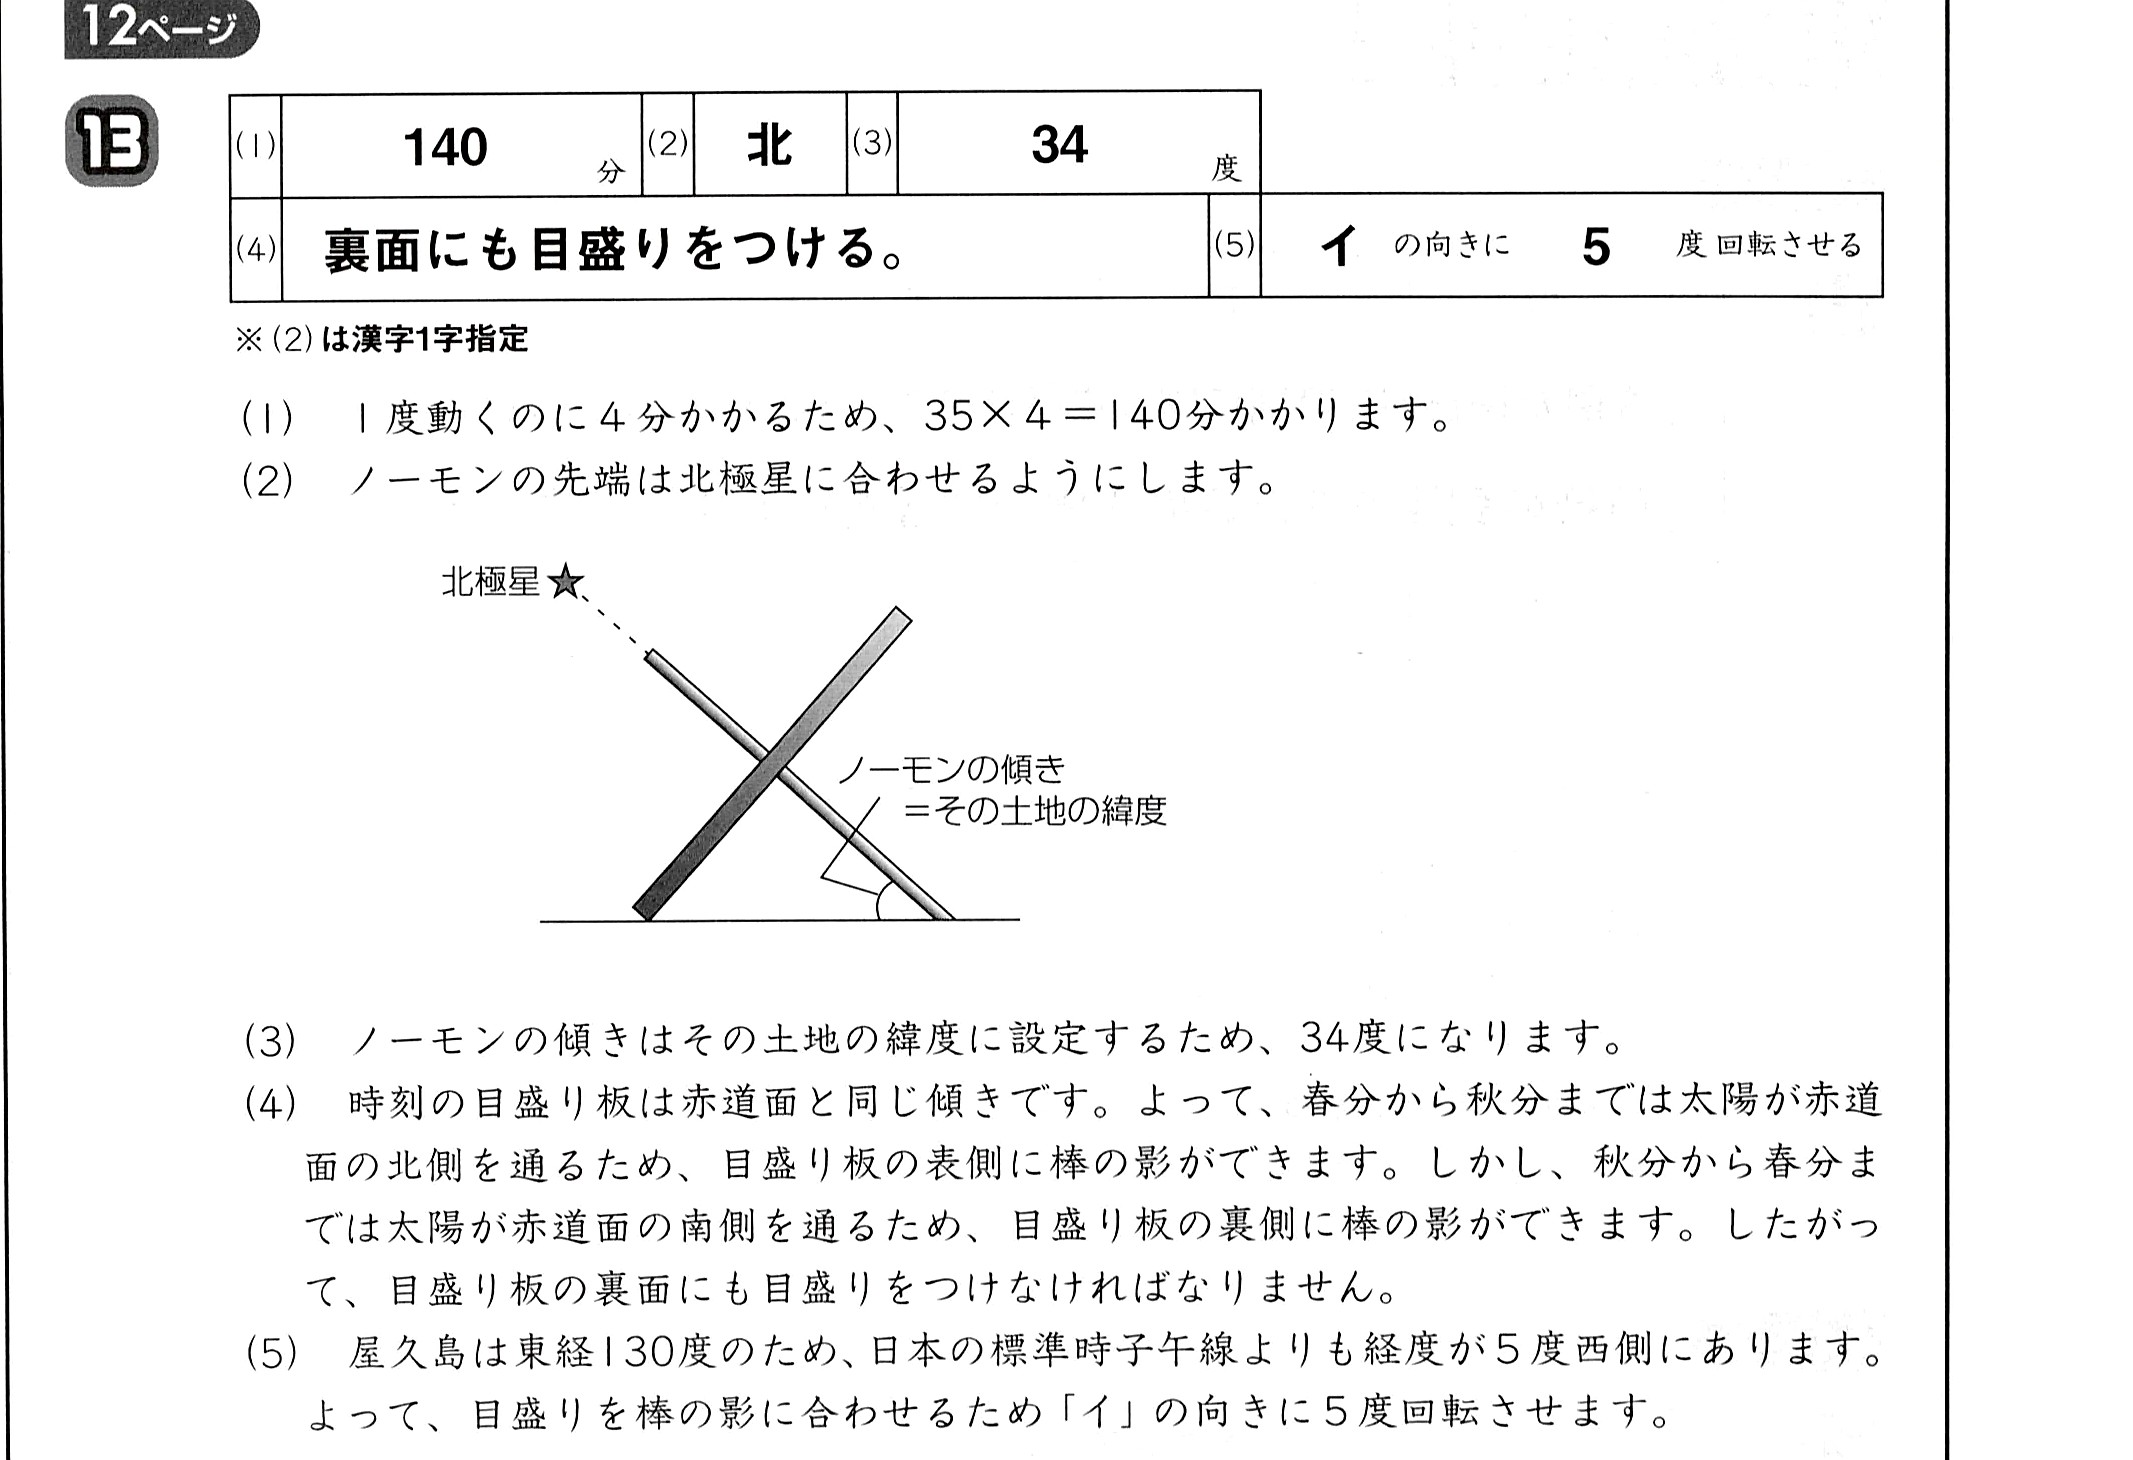 12ページ
13
(1) 140 分 (2) 北 (3) 34 度
(4) 裏面にも目盛りをつける。 (5) イ の向きに 5 度回転させる
※(2)は漢字1字指定
(1) 1度動くのに4分かかるため、35×4=140分かかります。
(2) ノーモンの先端は北極星に合わせるようにします。
北極星
ノーモンの傾き
=その土地の緯度
(3) ノーモンの傾きはその土地の緯度に設定するため、34度になります。
(4) 時刻の目盛り板は赤道面と同じ傾きです。よって、春分から秋分までは太陽が赤道
面の北側を通るため、目盛り板の表側に棒の影ができます。しかし、秋分から春分ま
では太陽が赤道面の南側を通るため、目盛り板の裏側に棒の影ができます。したがっ
て、目盛り板の裏面にも目盛りをつけなければなりません。
(5) 屋久島は東経130度のため、日本の標準時子午線よりも経度が5度西側にあります。
よって、目盛りを棒の影に合わせるため「イ」の向きに5度回転させます。